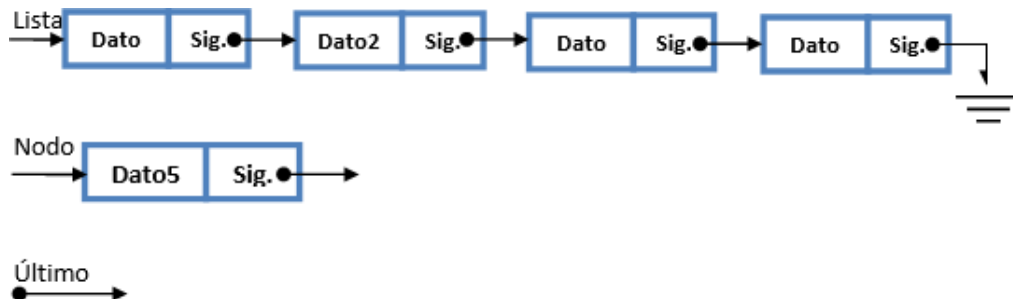 Lista
Dato Sig. Dato2 Sig. Dato Sig. Dato Sig.
Nodo
Dato5 Sig.
Último